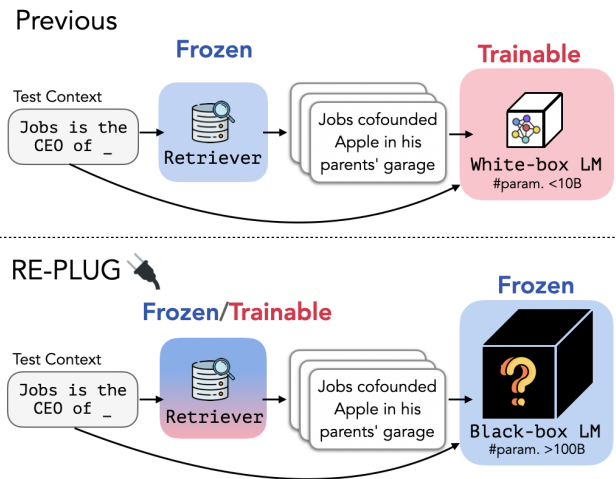 Previous
Frozen
Trainable
Test Context
Jobs is the
CEO of _
Retriever
Jobs cofounded
Apple in his
parents' garage
White-box LM
#param. <10B
RE-PLUG
Frozen/Trainable
Frozen
Test Context
Jobs is the
CEO of _
Retriever
Jobs cofounded
Apple in his
parents' garage
?
Black-box LM
#param. >100B